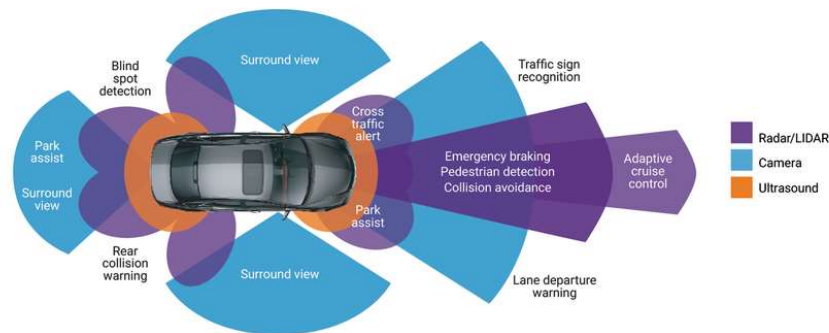 Surround view
Blind
spot
detection
Traffic sign
recognition
Cross
traffic
alert
Park
assist
Surround
view
Emergency braking
Pedestrian detection
Collision avoidance
Adaptive
cruise
control
Radar/LIDAR
Camera
Ultrasound
Park
assist
Rear
collision
warning
Surround view
Lane departure
warning